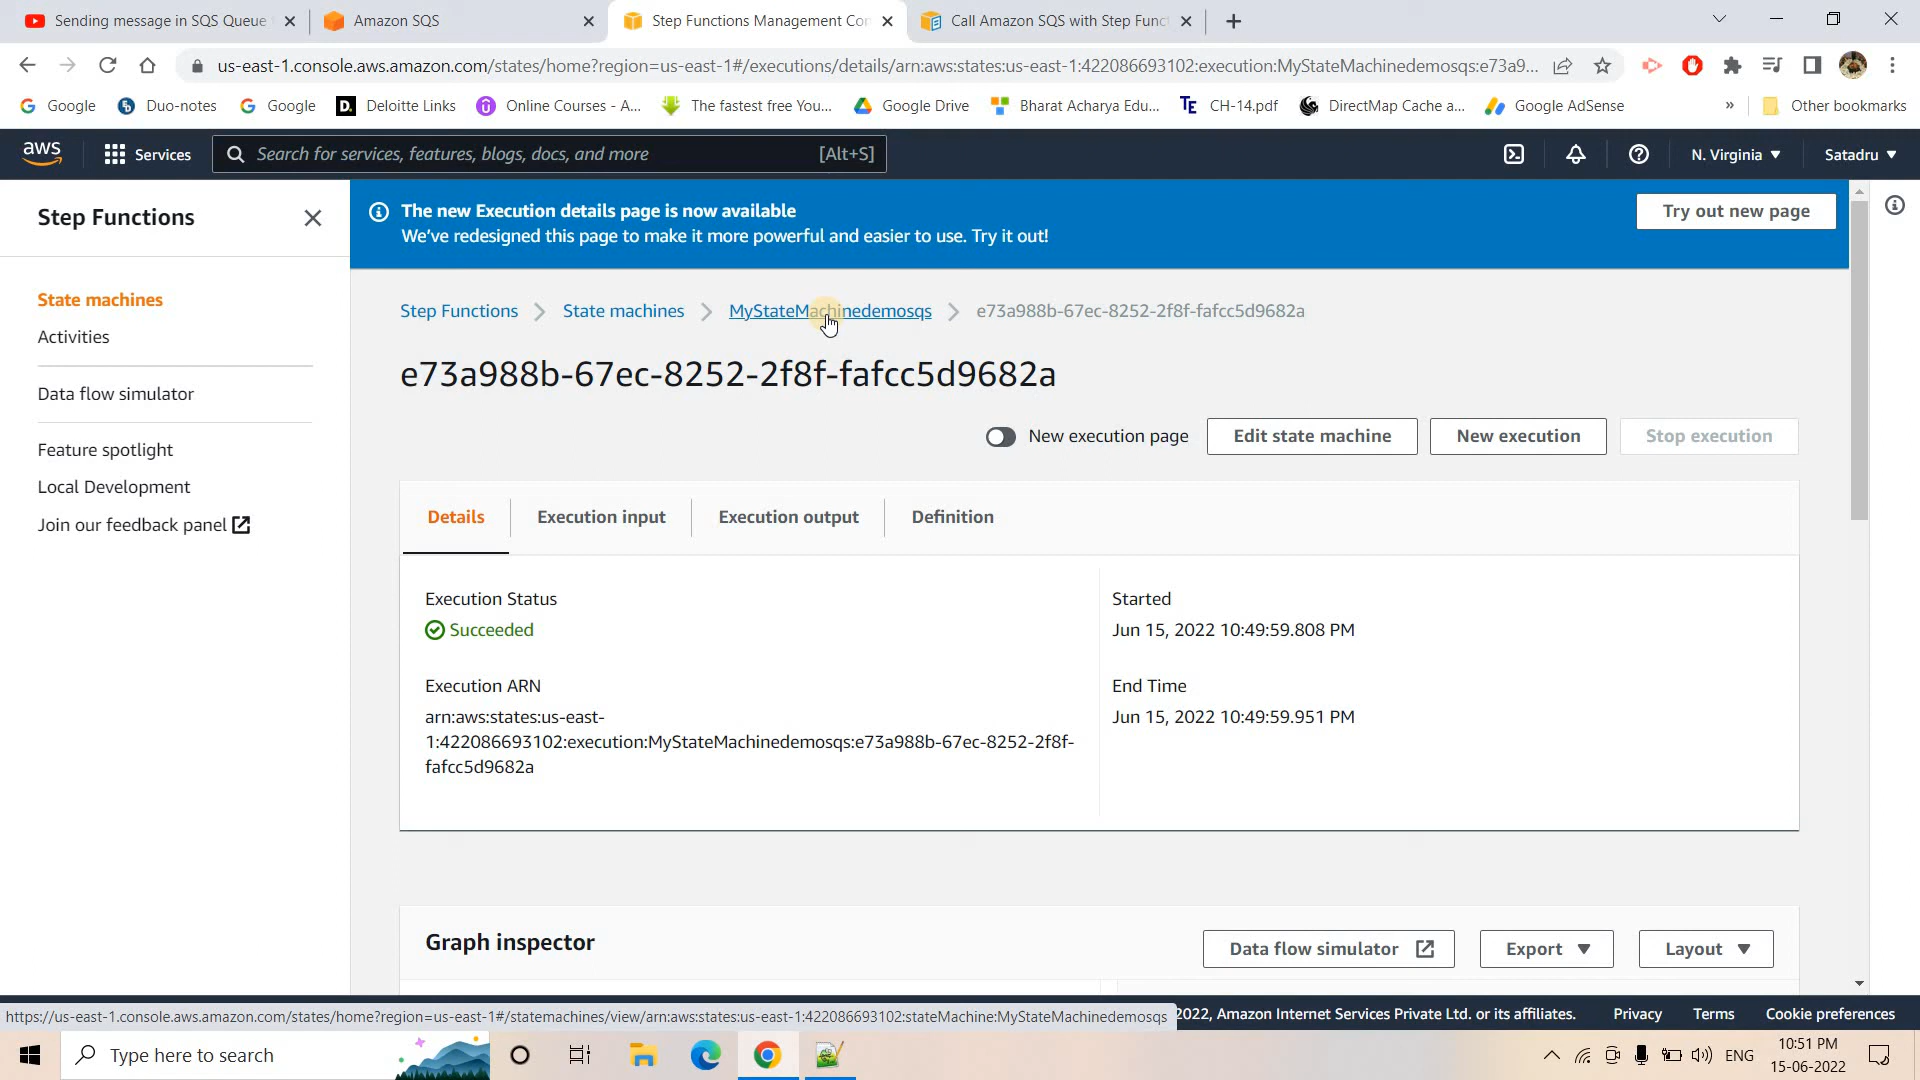 Sending message in SQS Queue
Amazon SQS
Step Functions Management Con
Call Amazon SQS with Step Func
us-east-1.console.aws.amazon.com/states/home?region=us-east-1#/executions/details/arn:aws:states:us-east-1:422086693102:execution:MyStateMachinedemosqs:e73a9...
Google
Duo-notes
Google
D. Deloitte Links
Online Courses - A...
The fastest free You...
Google Drive
Bharat Acharya Edu...
TE CH-14.pdf
DirectMap Cache a...
Google AdSense
»
Other bookmarks
aws
Services
Search for services, features, blogs, docs, and more
[Alt+S]
N. Virginia
Satadru
Step Functions
State machines
Activities
Data flow simulator
Feature spotlight
Local Development
Join our feedback panel
The new Execution details page is now available
We've redesigned this page to make it more powerful and easier to use. Try it out!
Try out new page
Step Functions
State machines
MyStateMachinedemosqs
e73a988b-67ec-8252-2f8f-fafcc5d9682a
e73a988b-67ec-8252-2f8f-fafcc5d9682a
New execution page
Edit state machine
New execution
Stop execution
Details
Execution input
Execution output
Definition
Execution Status
Succeeded
Execution ARN
arn:aws:states:us-east-
1:422086693102:execution:MyStateMachinedemosqs:e73a988b-67ec-8252-2f8f-
fafcc5d9682a
Started
Jun 15, 2022 10:49:59.808 PM
End Time
Jun 15, 2022 10:49:59.951 PM
Graph inspector
Data flow simulator
Export
Layout
https://us-east-1.console.aws.amazon.com/states/home?region=us-east-1#/statemachines/view/arn:aws:states:us-east-1:422086693102:stateMachine:MyStateMachinedemosqs
2022, Amazon Internet Services Private Ltd. or its affiliates.
Privacy
Terms
Cookie preferences
Type here to search
ENG
10:51 PM
15-06-2022